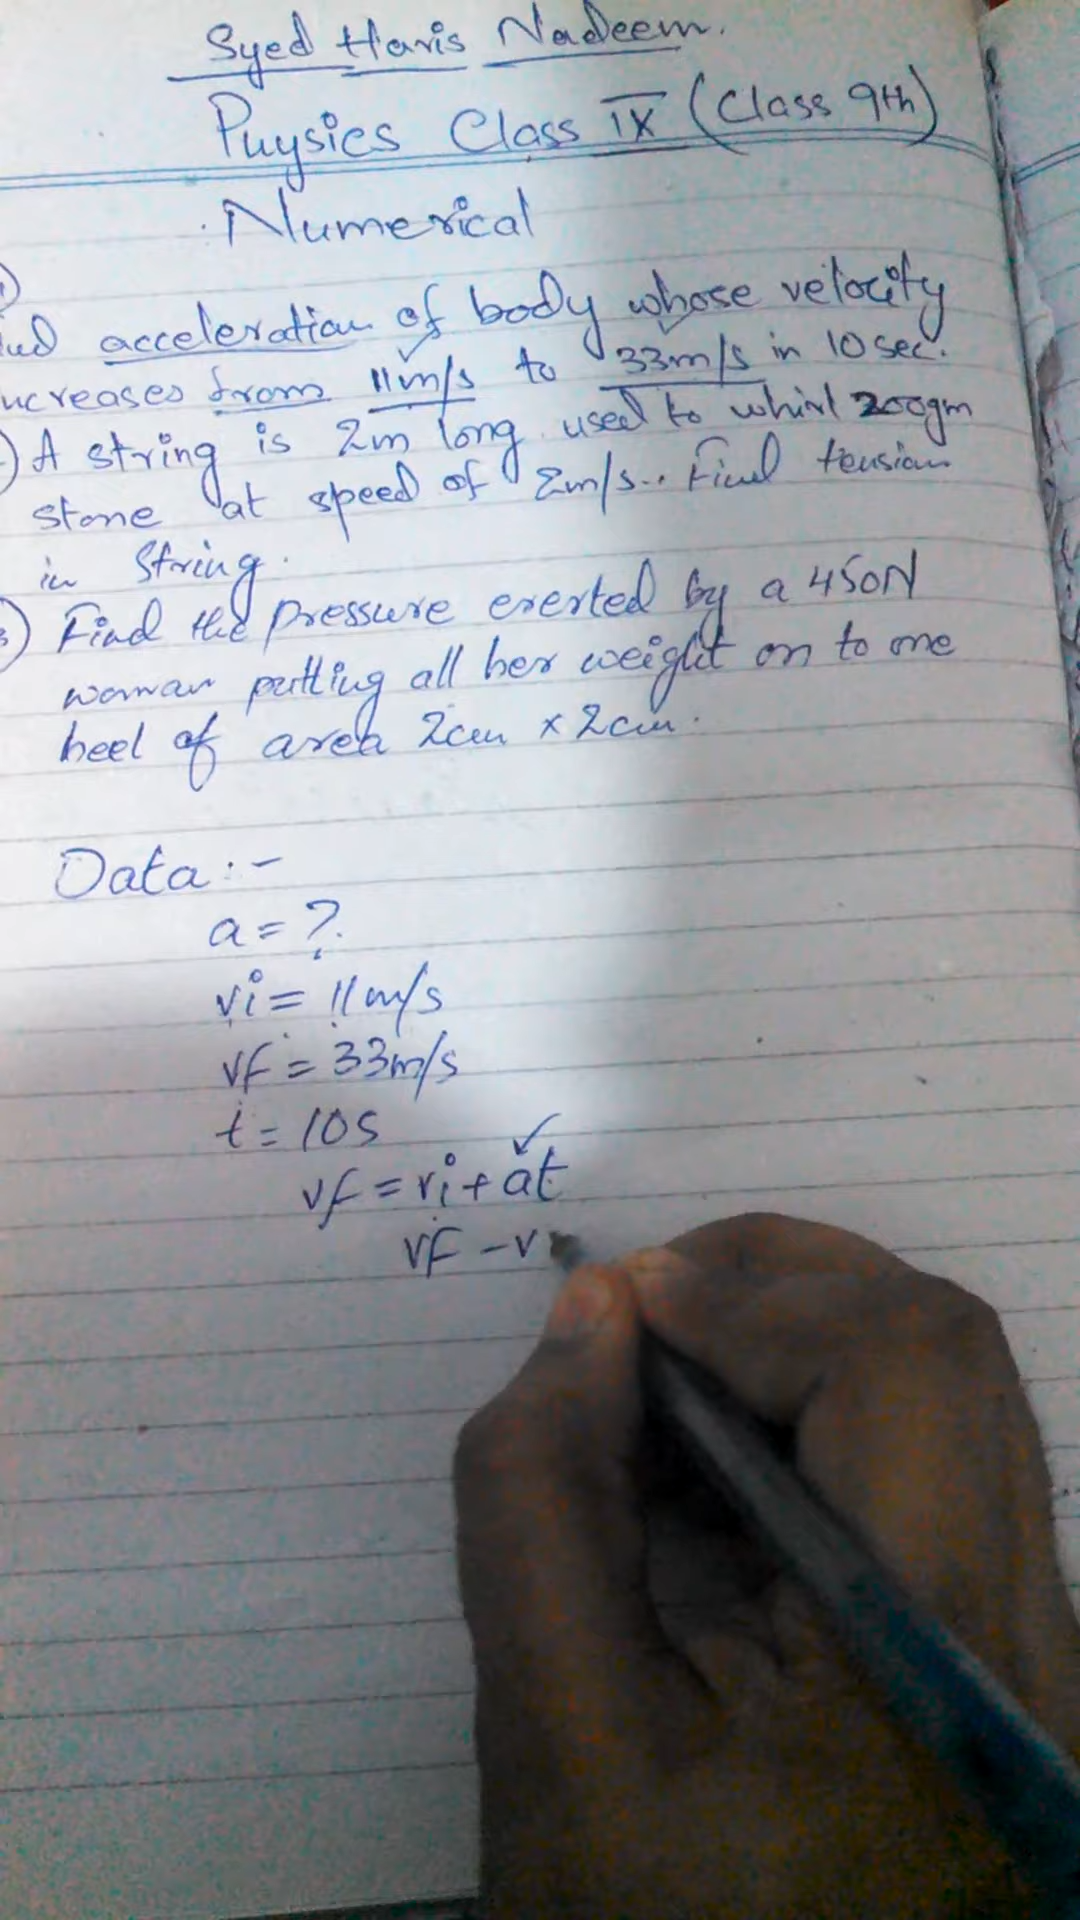 Syed Haris Nadeem.
Physics Class IX (Class 9th)
Numerical
acceleration of body whose velocity
from 11m/s to 33m/s in 10 sec.
A string is 2m long used to whirl 200gm
stone at speed of 2m/s.. Find tension
in string.
Find the pressure exerted by a 450N
woman putting all her weight on to one
heel of area 2cm x 2cm.
Data :-
a = ?
vi = 11m/s
vf = 33m/s
t = 10s
vf = vi + at
vf - v